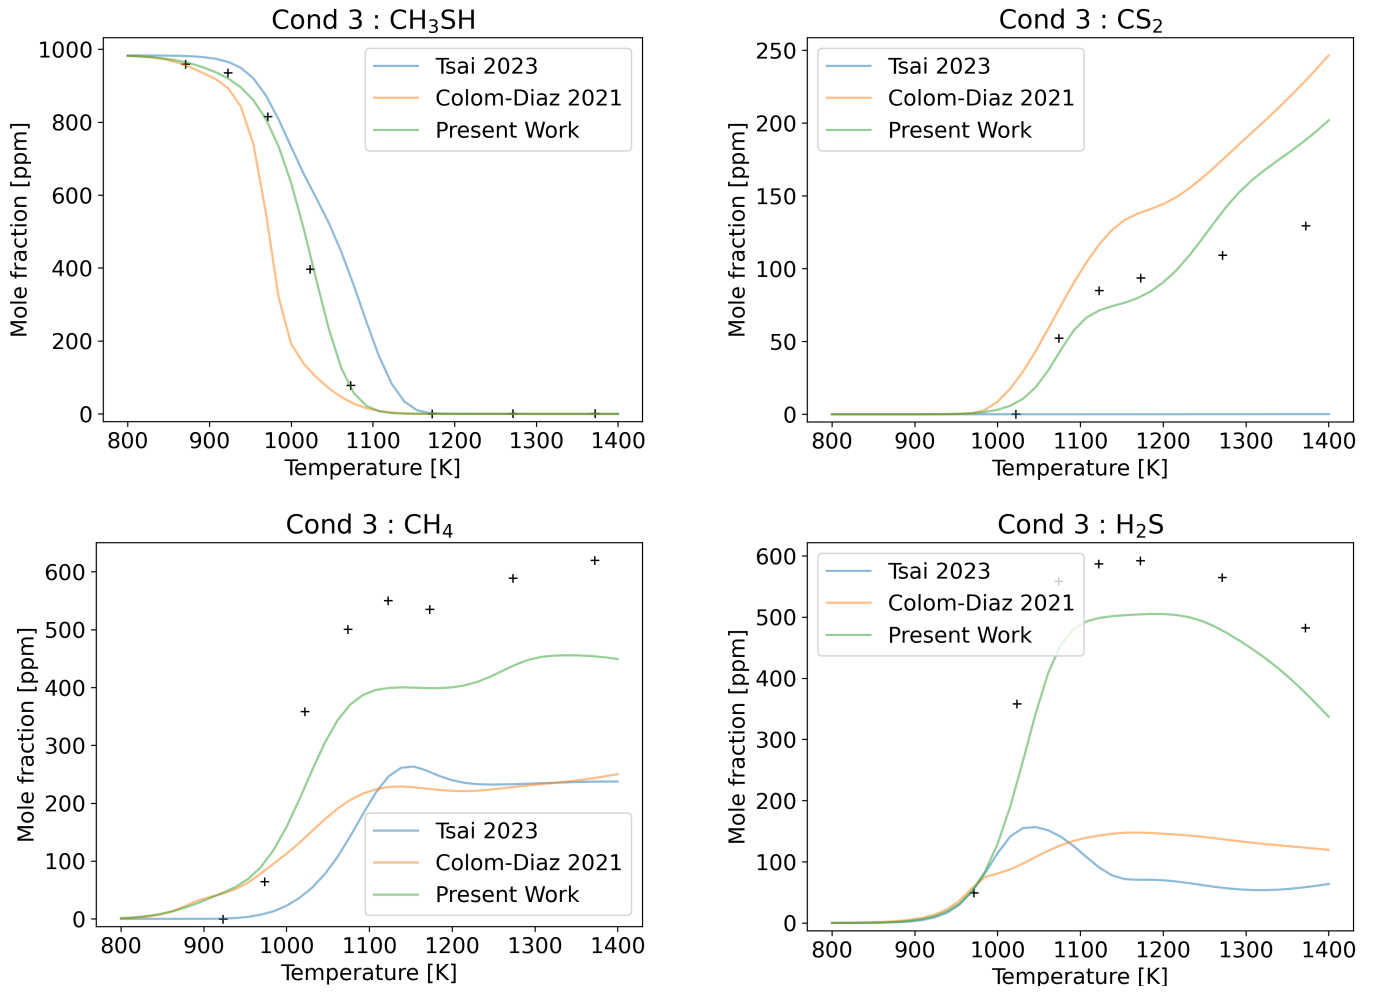 Cond 3 : CH₃SH
Mole fraction [ppm]
1000
800
600
400
200
0
Tsai 2023
Colom-Diaz 2021
Present Work
800 900 1000 1100 1200 1300 1400
Temperature [K]
Cond 3 : CS₂
Mole fraction [ppm]
250
200
150
100
50
0
Tsai 2023
Colom-Diaz 2021
Present Work
800 900 1000 1100 1200 1300 1400
Temperature [K]
Cond 3 : CH₄
Mole fraction [ppm]
600
500
400
300
200
100
0
Tsai 2023
Colom-Diaz 2021
Present Work
800 900 1000 1100 1200 1300 1400
Temperature [K]
Cond 3 : H₂S
Mole fraction [ppm]
600
500
400
300
200
100
0
Tsai 2023
Colom-Diaz 2021
Present Work
800 900 1000 1100 1200 1300 1400
Temperature [K]